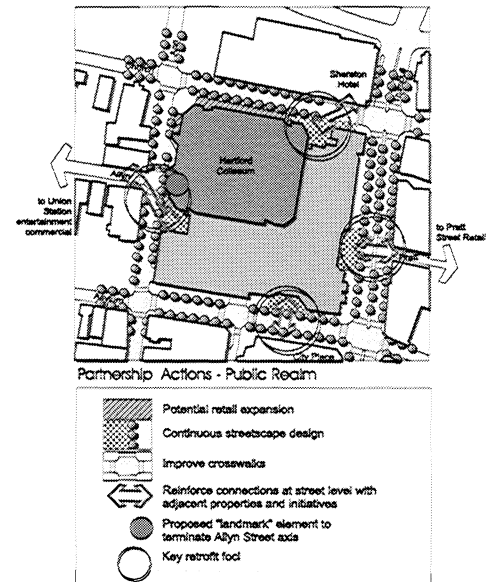 Sheraton
Hotel
Hartford
Coliseum
to Union
Station
entertainment
commercial
to Pratt
Street Retail
City Place
Partnership Actions - Public Realm
Potential retail expansion
Continuous streetscape design
Improve crosswalks
Reinforce connections at street level with
adjacent properties and initiatives
Proposed "landmark" element to
terminate Allyn Street axis
Key retrofit foci